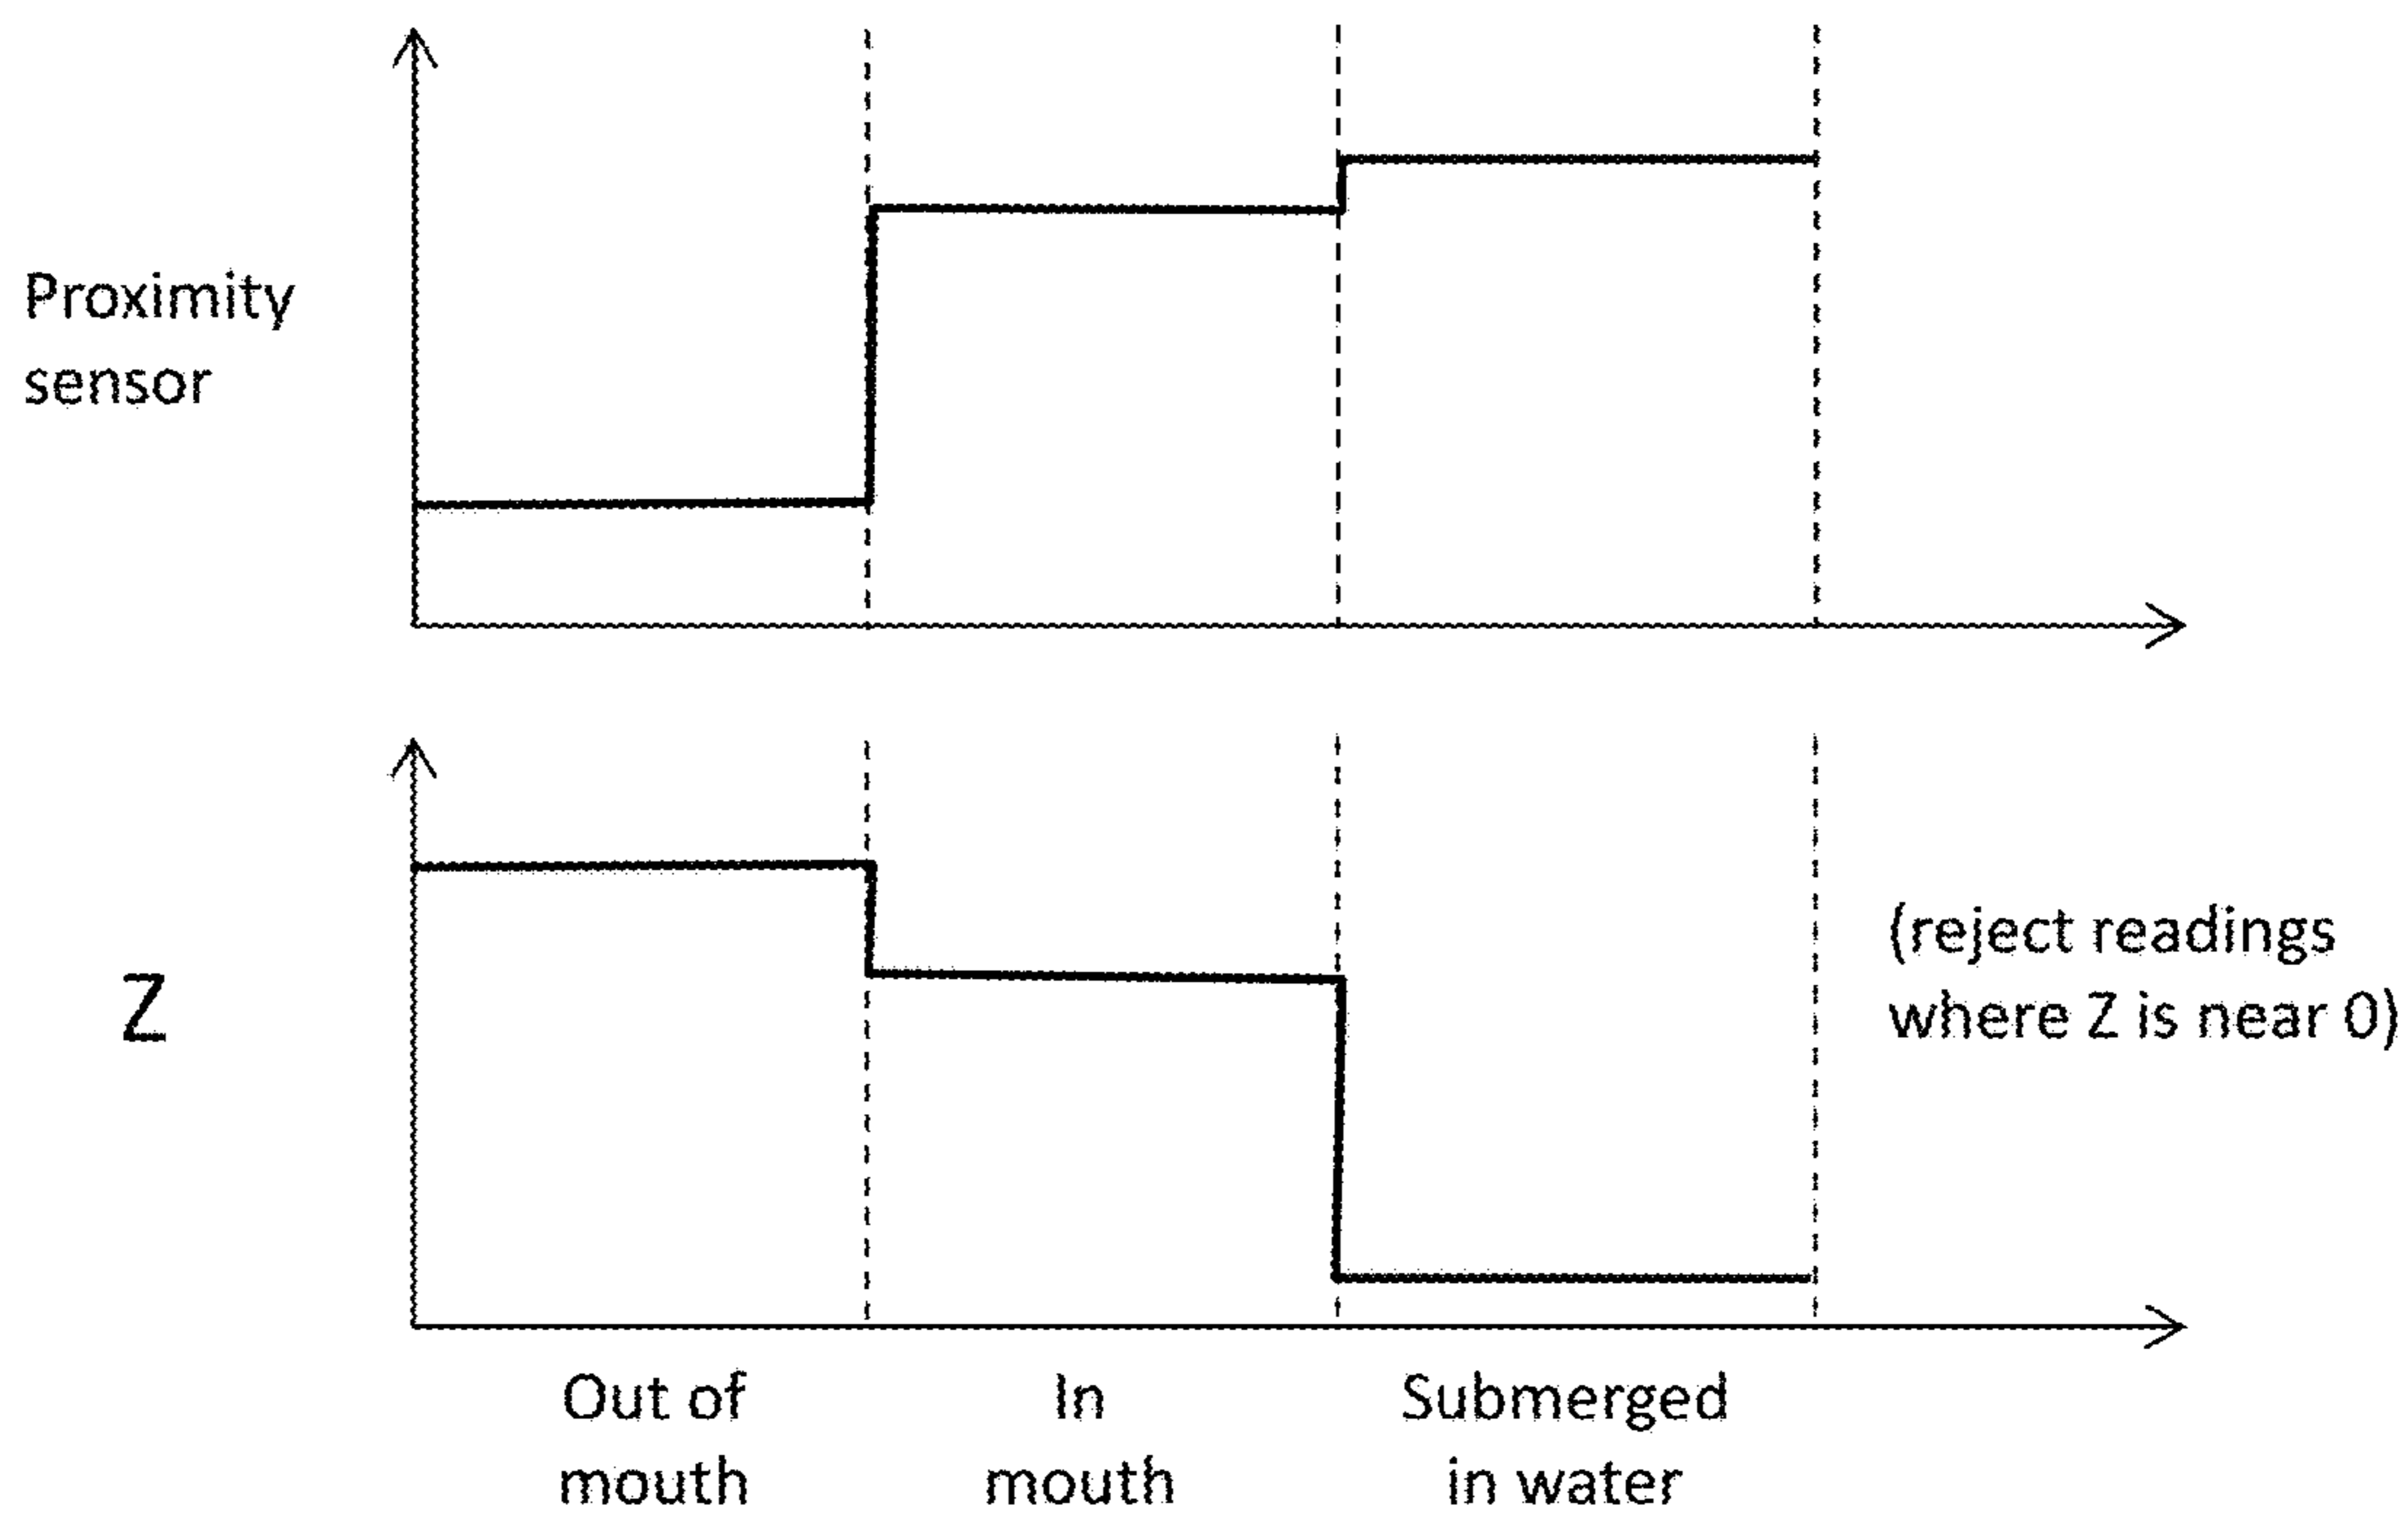 Proximity
sensor
Z
(reject readings
where Z is near 0)
Out of
mouth
In
mouth
Submerged
in water